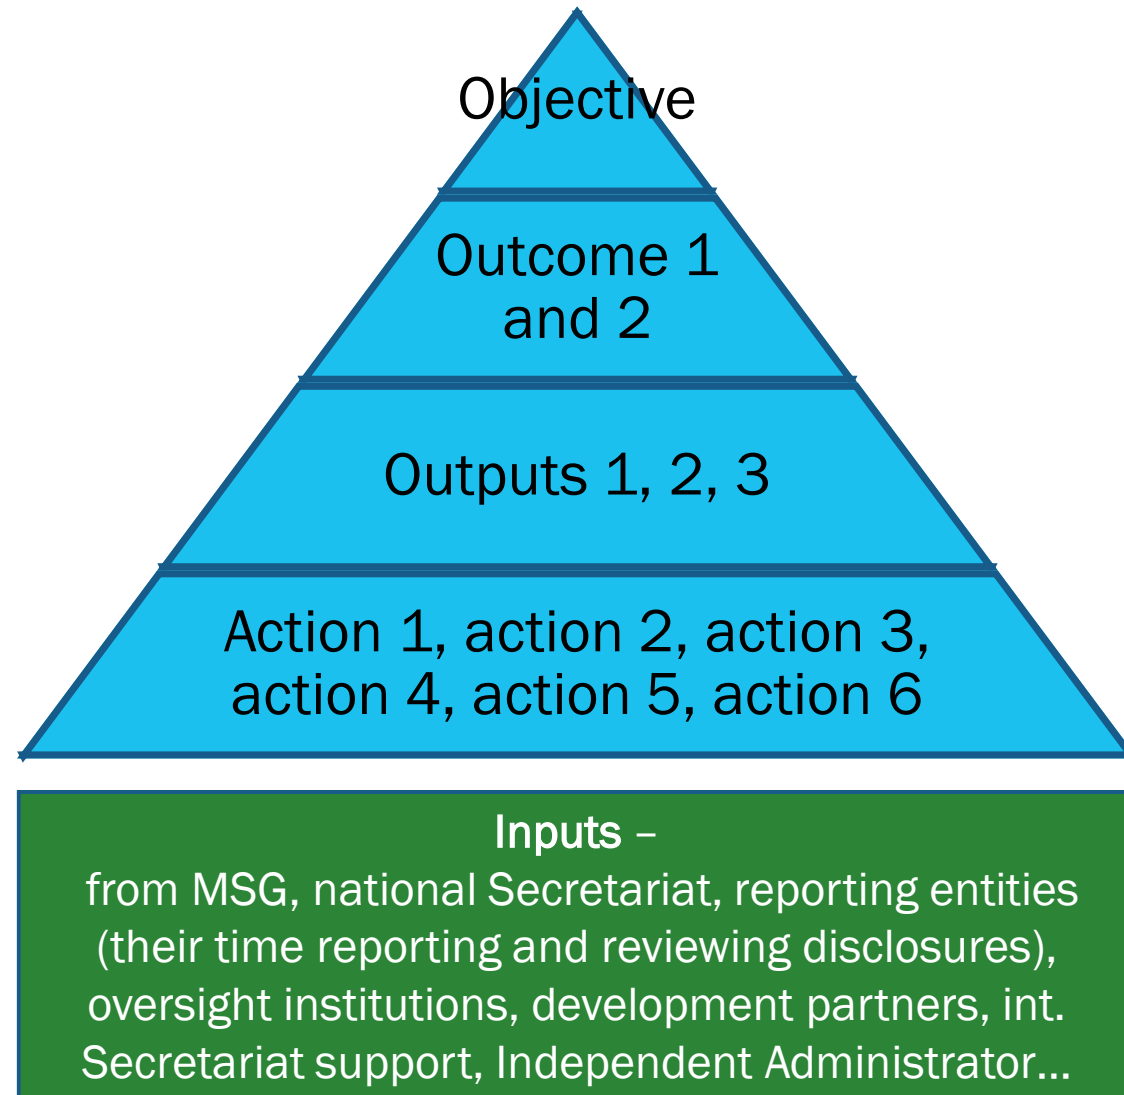 Objective
Outcome 1
and 2
Outputs 1, 2, 3
Action 1, action 2, action 3,
action 4, action 5, action 6
Inputs –
from MSG, national Secretariat, reporting entities
(their time reporting and reviewing disclosures),
oversight institutions, development partners, int.
Secretariat support, Independent Administrator...